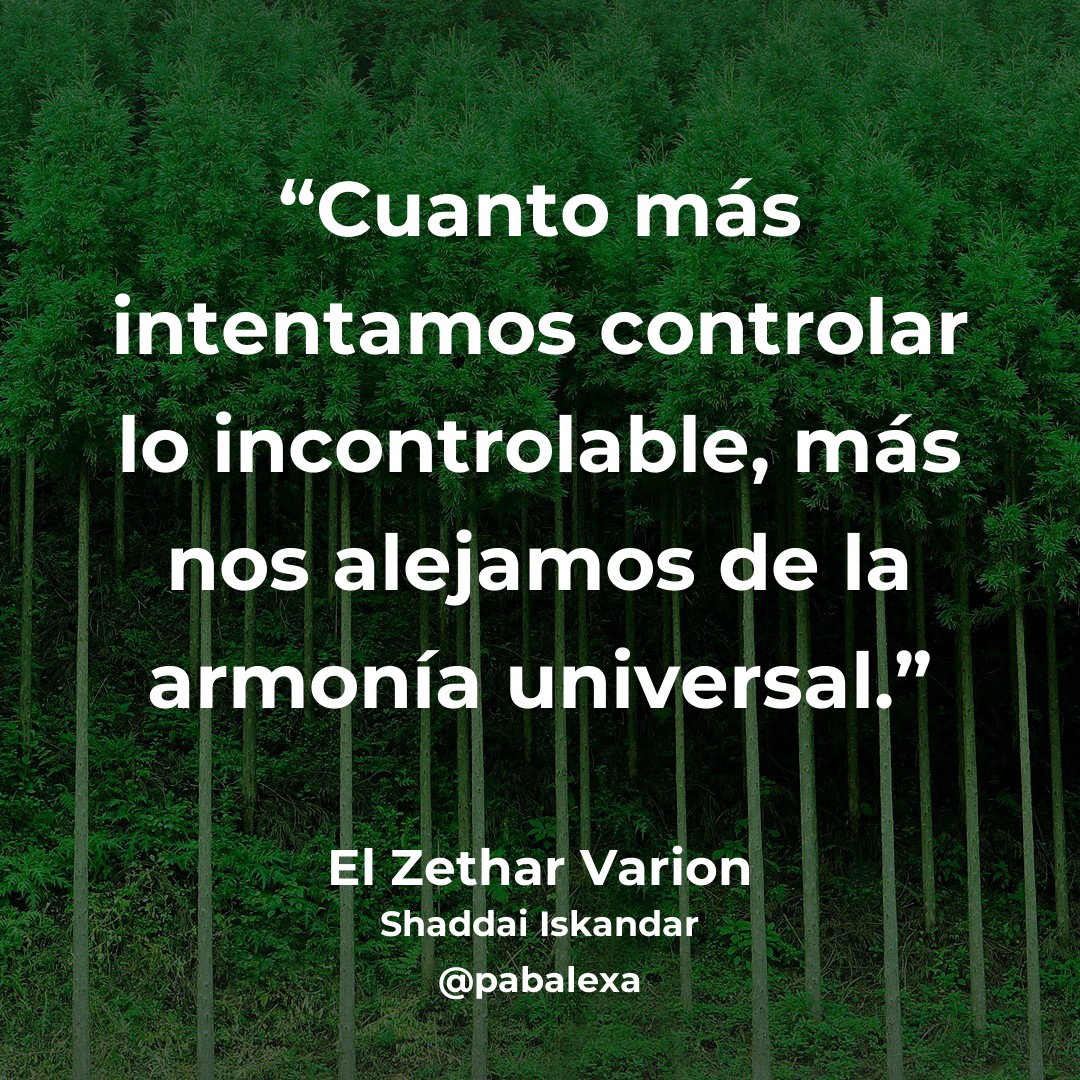 “Cuanto más
intentamos controlar
lo incontrolable, más
nos alejamos de la
armonía universal.”
El Zethar Varion
Shaddai Iskandar
@pabalexa